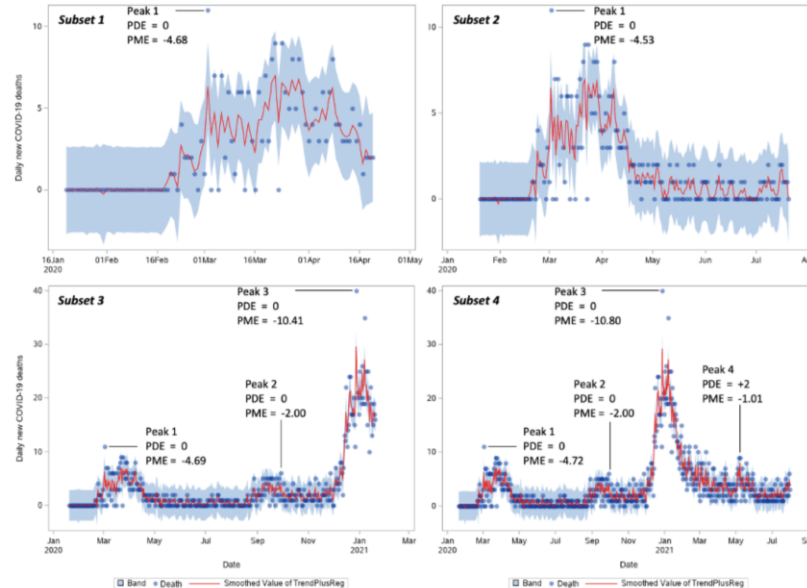 Subset 1
Peak 1
PDE = 0
PME = -4.68
Daily new COVID-19 deaths
10
5
0
16Jan 01Feb 16Feb 01Mar 16Mar 01Apr 16Apr 01May
2020
Subset 2
Peak 1
PDE = 0
PME = -4.53
10
5
0
Jan Feb Mar Apr May Jun Jul A
2020
Subset 3
Peak 3
PDE = 0
PME = -10.41
Peak 2
PDE = 0
PME = -2.00
Peak 1
PDE = 0
PME = -4.69
Daily new COVID-19 deaths
40
30
20
10
0
Jan Mar May Jul Sep Nov Jan Mar
2020 2021
Date
Subset 4
Peak 3
PDE = 0
PME = -10.80
Peak 4
PDE = +2
PME = -1.01
Peak 2
PDE = 0
PME = -2.00
Peak 1
PDE = 0
PME = -4.72
40
30
20
10
0
Jan Mar May Jul Sep Nov Jan Mar May Jul Sep
2020 2021
Date
Band Death Smoothed Value of TrendPlusReg